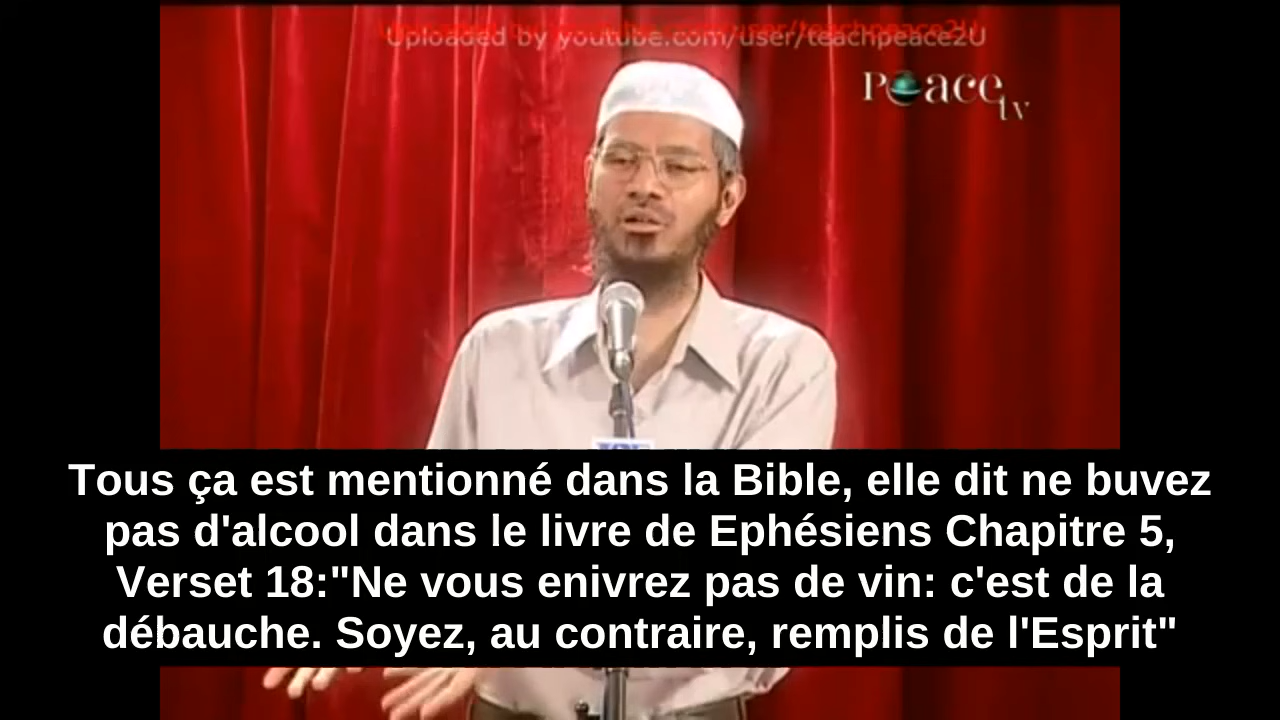 Uploaded by youtube.com/user/teachpeace2U
Peace
tv
Tous ça est mentionné dans la Bible, elle dit ne buvez
pas d'alcool dans le livre de Ephésiens Chapitre 5,
Verset 18:"Ne vous enivrez pas de vin: c'est de la
débauche. Soyez, au contraire, remplis de l'Esprit"